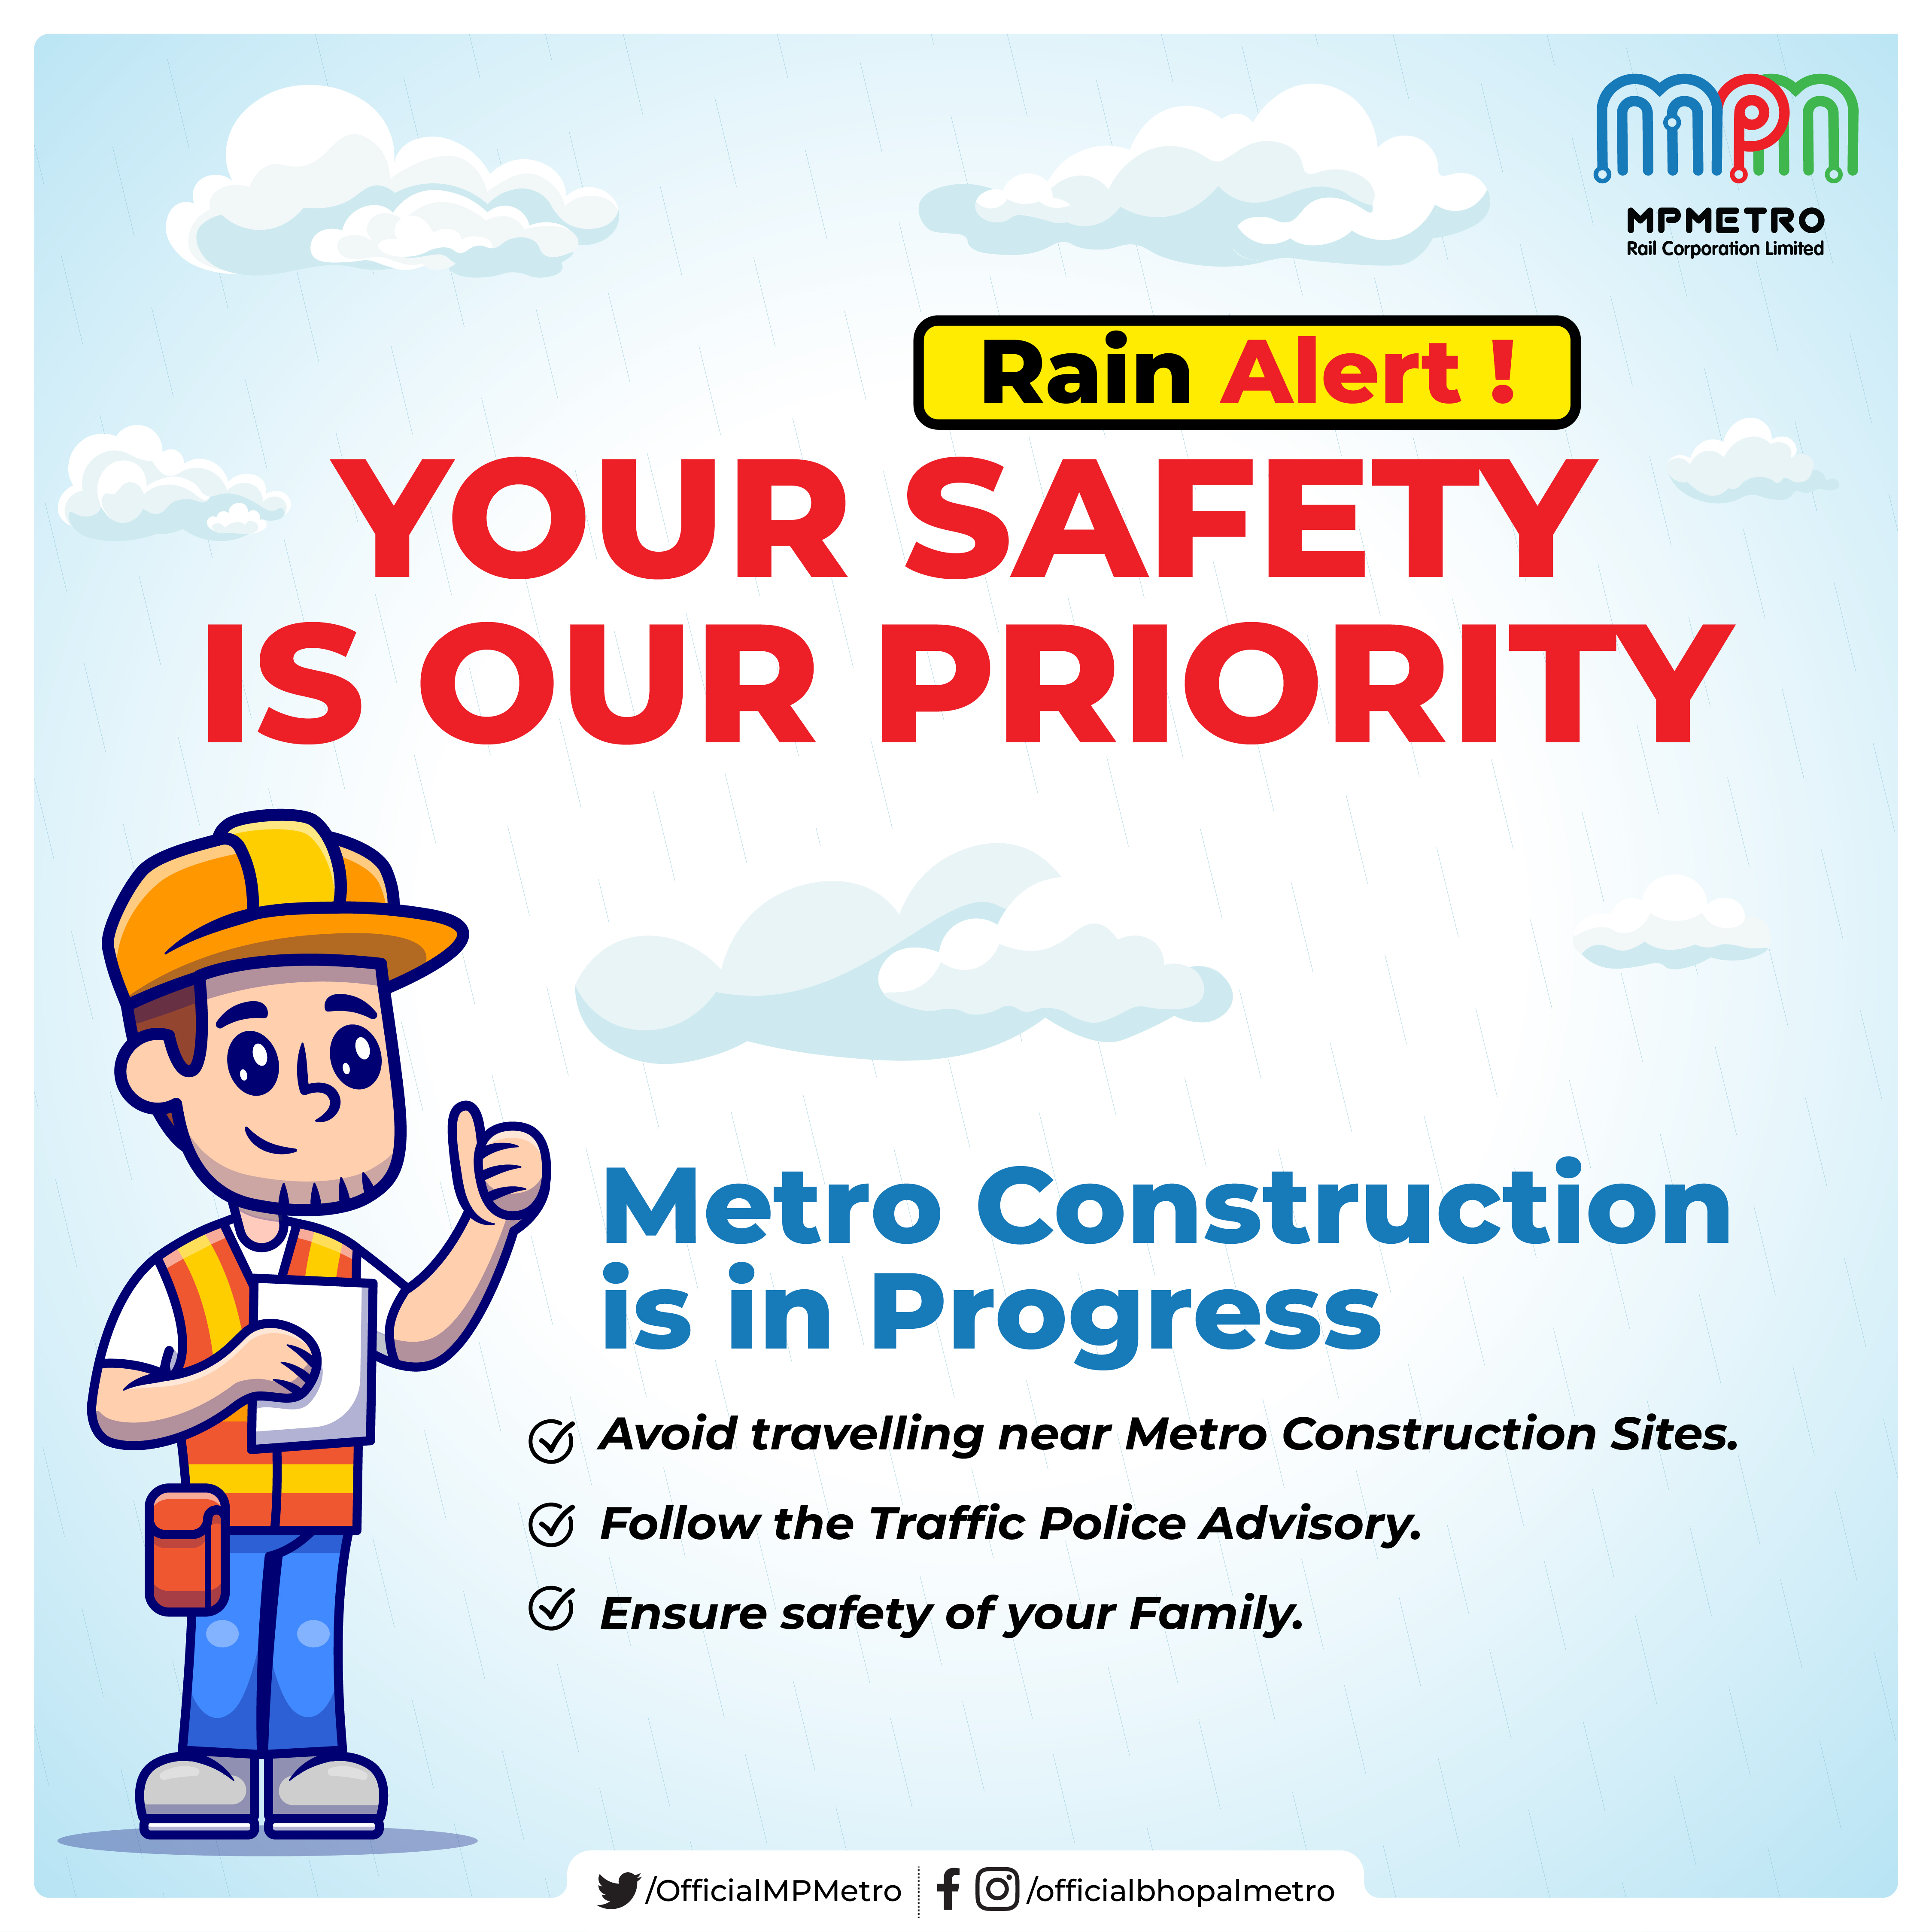 mpm
MPMETRO
Rail Corporation Limited
Rain Alert !
YOUR SAFETY
IS OUR PRIORITY
Metro Construction
is in Progress
Avoid travelling near Metro Construction Sites.
Follow the Traffic Police Advisory.
Ensure safety of your Family.
/OfficialMPMetro /officialbhopalmetro